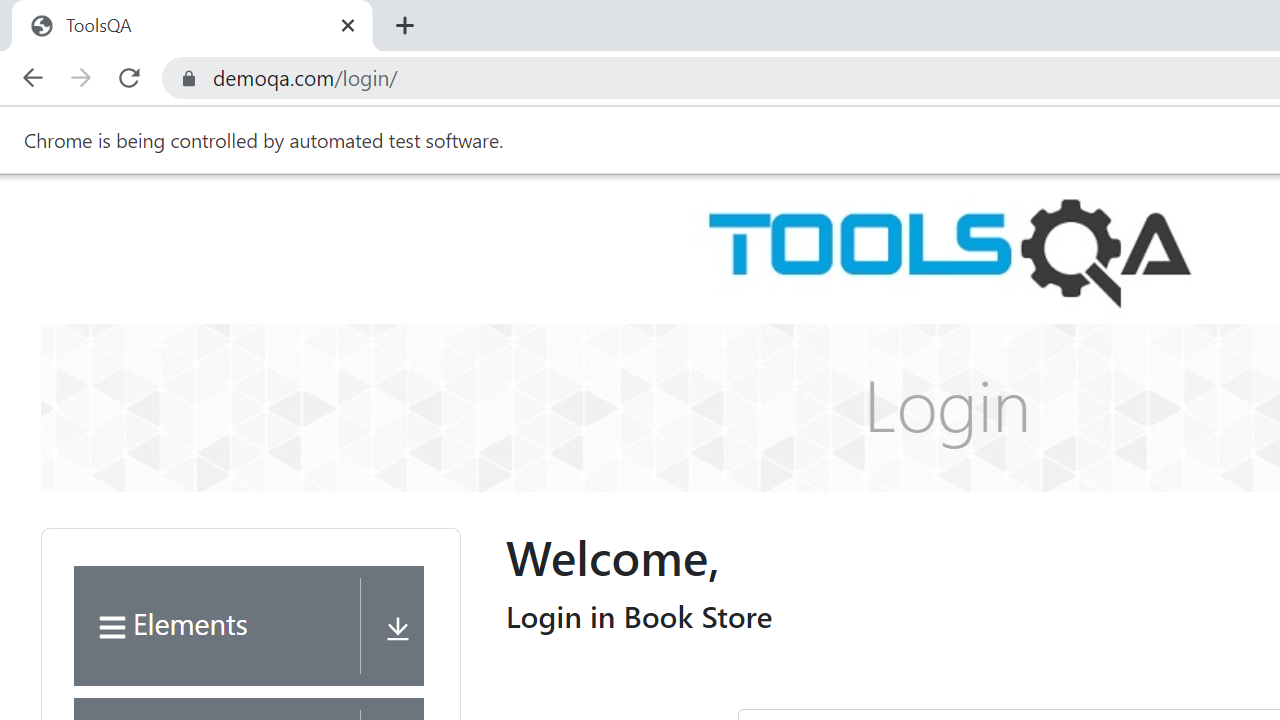 ToolsQA
demoqa.com/login/
Chrome is being controlled by automated test software.
TOOLSQA
Login
Welcome,
Login in Book Store
Elements